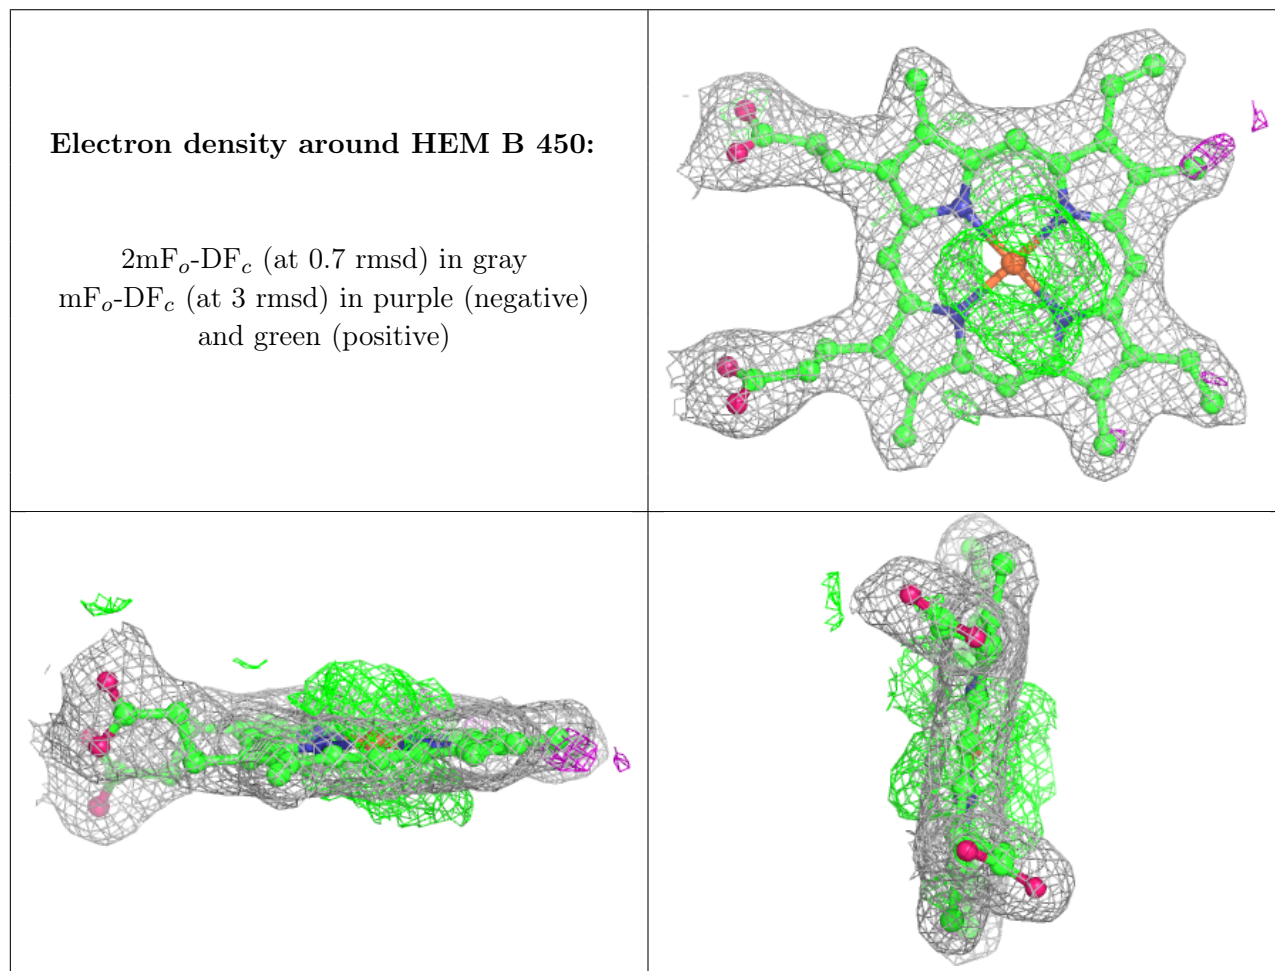 Electron density around HEM B 450:
2mFₒ-DF𝒸 (at 0.7 rmsd) in gray
mFₒ-DF𝒸 (at 3 rmsd) in purple (negative)
and green (positive)